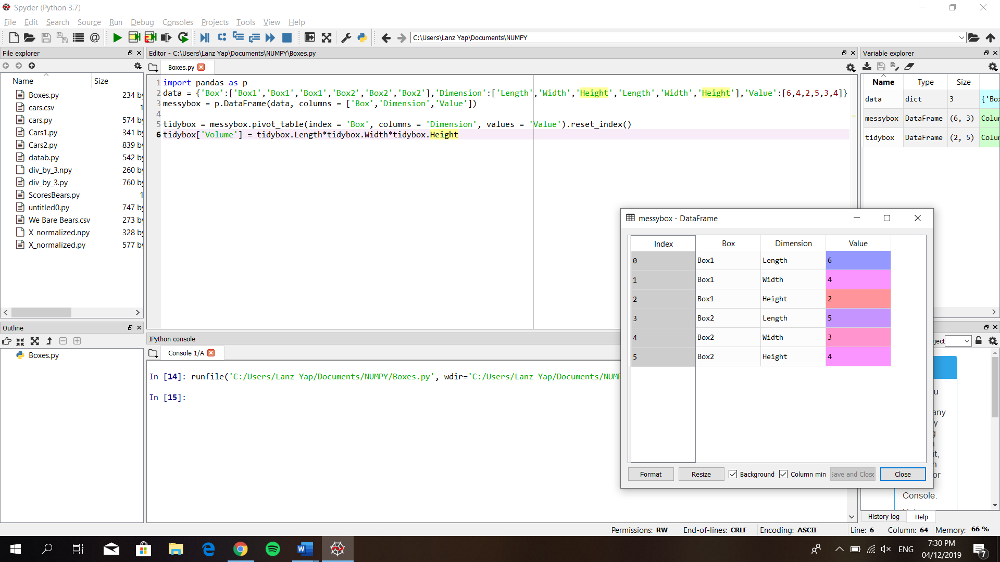 Spyder (Python 3.7)
File Edit Search Source Run Debug Consoles Projects Tools View Help
C:\Users\Lanz Yap\Documents\NUMPY
File explorer
Name Size
Boxes.py 234 by
cars.csv 1
cars.py 574 by
Cars1.py 341 by
Cars2.py 839 by
datab.py 542 by
div_by_3.npy 260 by
div_by_3.py 760 by
ScoresBears.py 1
untitled0.py 747 by
We Bare Bears.csv 273 by
X_normalized.npy 328 by
X_normalized.py 577 by
Outline
Boxes.py
Editor - C:\Users\Lanz Yap\Documents\NUMPY\Boxes.py
Boxes.py
1 import pandas as p
2 data = {'Box':['Box1','Box1','Box1','Box2','Box2','Box2'],'Dimension':['Length','Width','Height','Length','Width','Height'],'Value':[6,4,2,5,3,4]}
3 messybox = p.DataFrame(data, columns = ['Box','Dimension','Value'])
4
5 tidybox = messybox.pivot_table(index = 'Box', columns = 'Dimension', values = 'Value').reset_index()
6 tidybox['Volume'] = tidybox.Length*tidybox.Width*tidybox.Height
IPython console
Console 1/A
In [14]: runfile('C:/Users/Lanz Yap/Documents/NUMPY/Boxes.py', wdir='C:/Users/Lanz Yap/Documents/NUMP
In [15]:
Variable explorer
Name Type Size
data dict 3 {'Box
messybox DataFrame (6, 3) Colun
tidybox DataFrame (2, 5) Colun
messybox - DataFrame
Index Box Dimension Value
0 Box1 Length 6
1 Box1 Width 4
2 Box1 Height 2
3 Box2 Length 5
4 Box2 Width 3
5 Box2 Height 4
Format Resize Background Column min Save and Close Close
ject
u
any
y
g
it,
n
or
Console.
History log Help
Permissions: RW End-of-lines: CRLF Encoding: ASCII Line: 6 Column: 64 Memory: 66 %
ENG
7:30 PM
04/12/2019
7